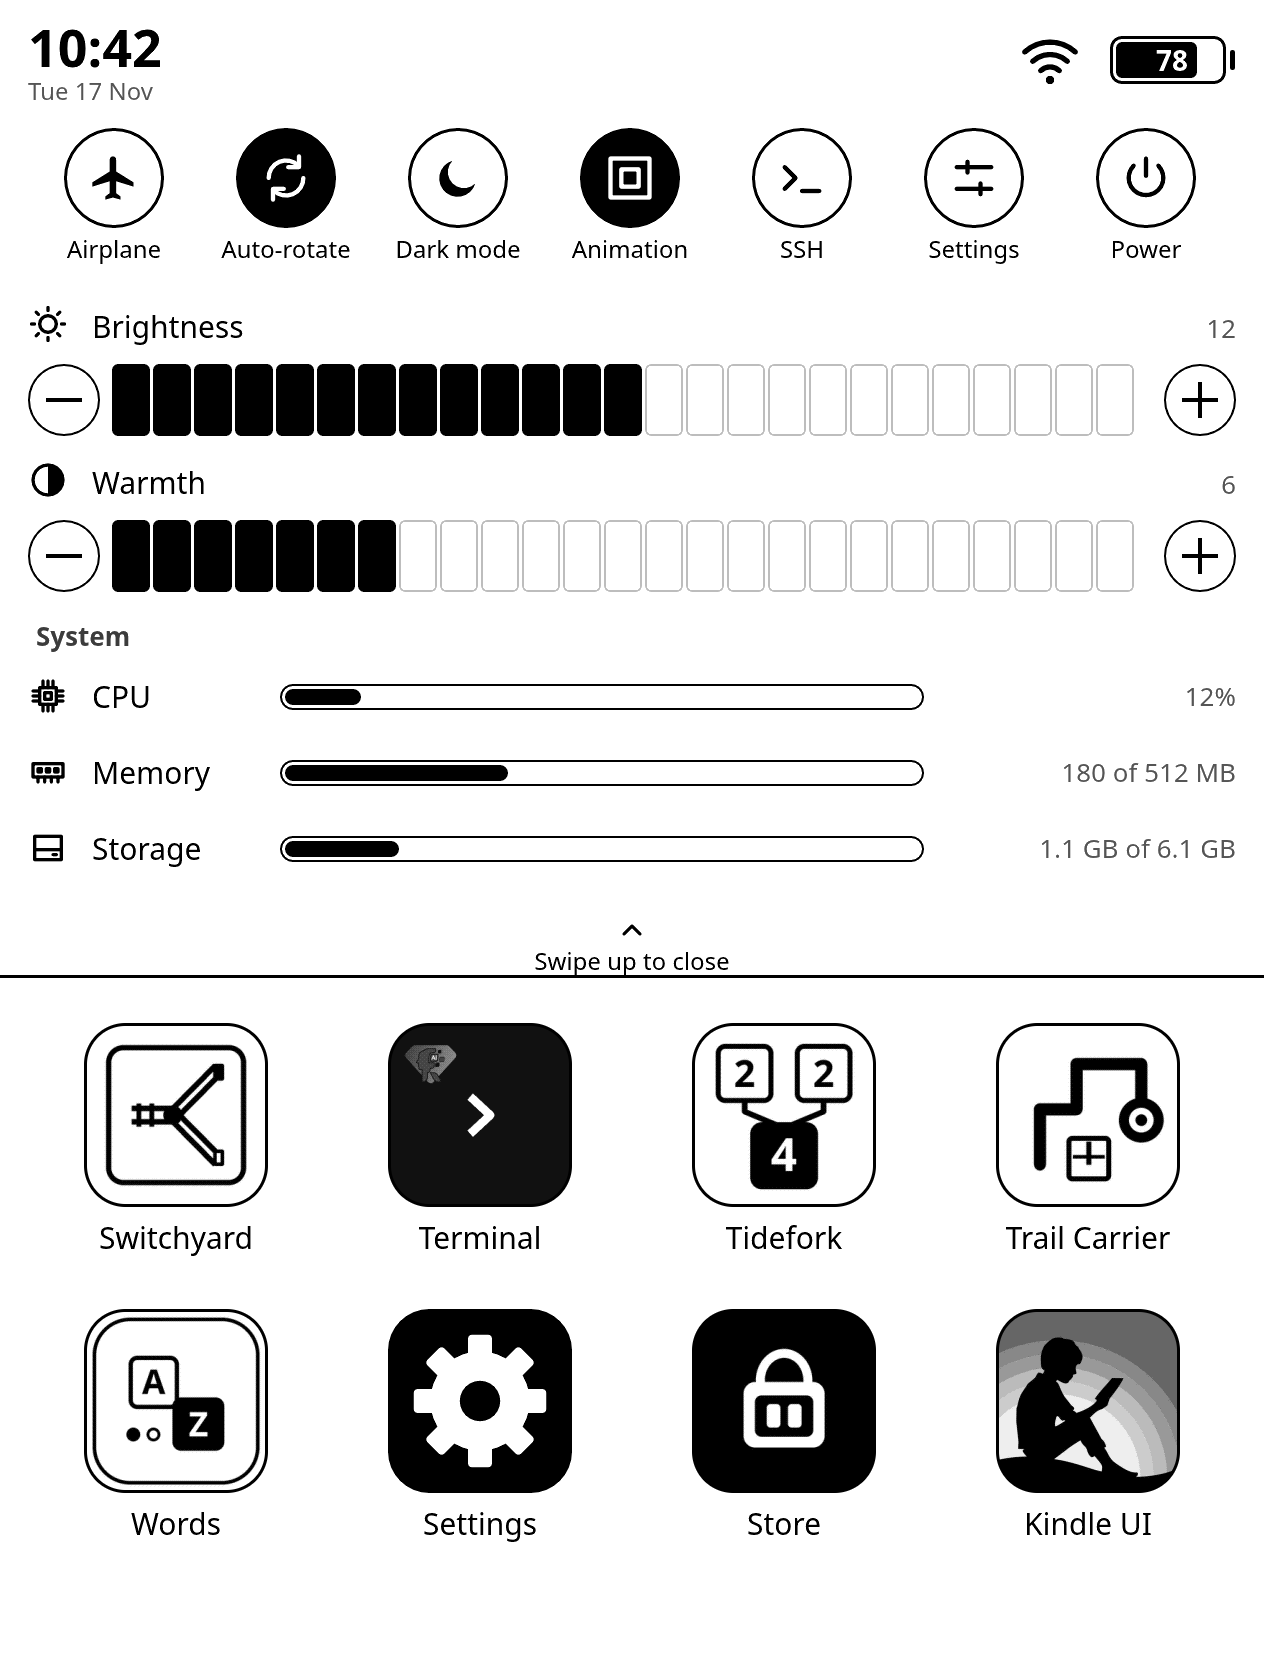 10:42
Tue 17 Nov
78
Airplane Auto-rotate Dark mode Animation SSH Settings Power
Brightness 12
Warmth 6
System
CPU 12%
Memory 180 of 512 MB
Storage 1.1 GB of 6.1 GB
Swipe up to close
2 2
4
Switchyard Terminal Tidefork Trail Carrier
A
Z
Words Settings Store Kindle UI